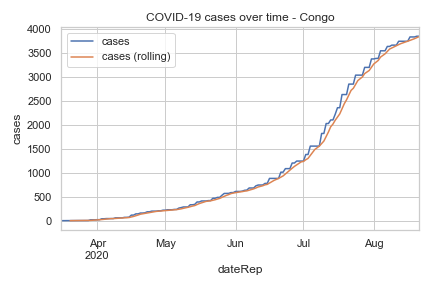 COVID-19 cases over time - Congo
cases
cases (rolling)
4000
3500
3000
2500
2000
1500
1000
500
0
cases
Apr
2020
May
Jun
Jul
Aug
dateRep